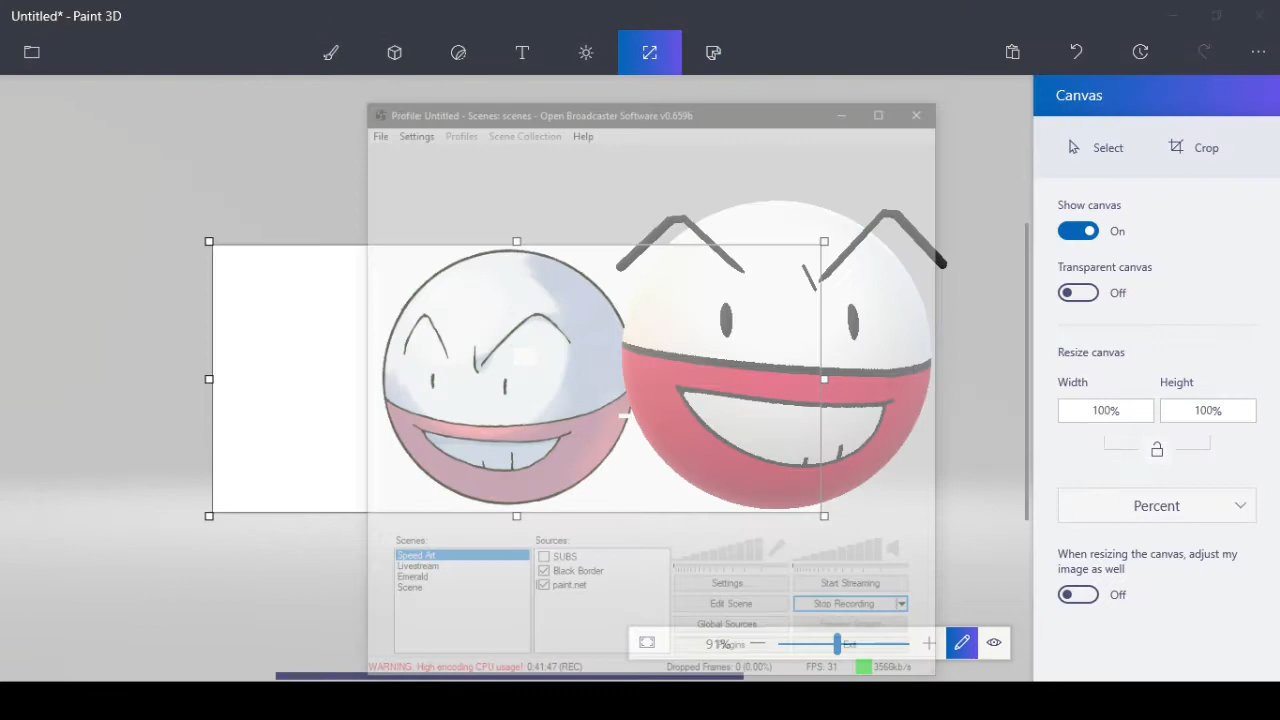 Untitled* - Paint 3D
Canvas
Select
Crop
Show canvas
On
Transparent canvas
Off
Resize canvas
Width
Height
100%
100%
Percent
When resizing the canvas, adjust my
image as well
Off
Profile: Untitled - Scenes: scenes - Open Broadcaster Software v0.659b
File Settings Profiles Scene Collection Help
Scenes:
Speed Art
Livestream
Emerald
Scene
Sources:
SUBS
Black Border
paint.net
Settings...
Start Streaming
Edit Scene
Stop Recording
Global Sources...
Plugins
Exit
91%
WARNING: High encoding CPU usage! 0:41:47 (REC)
Dropped Frames: 0 (0.00%)
FPS: 31
3560kb/s